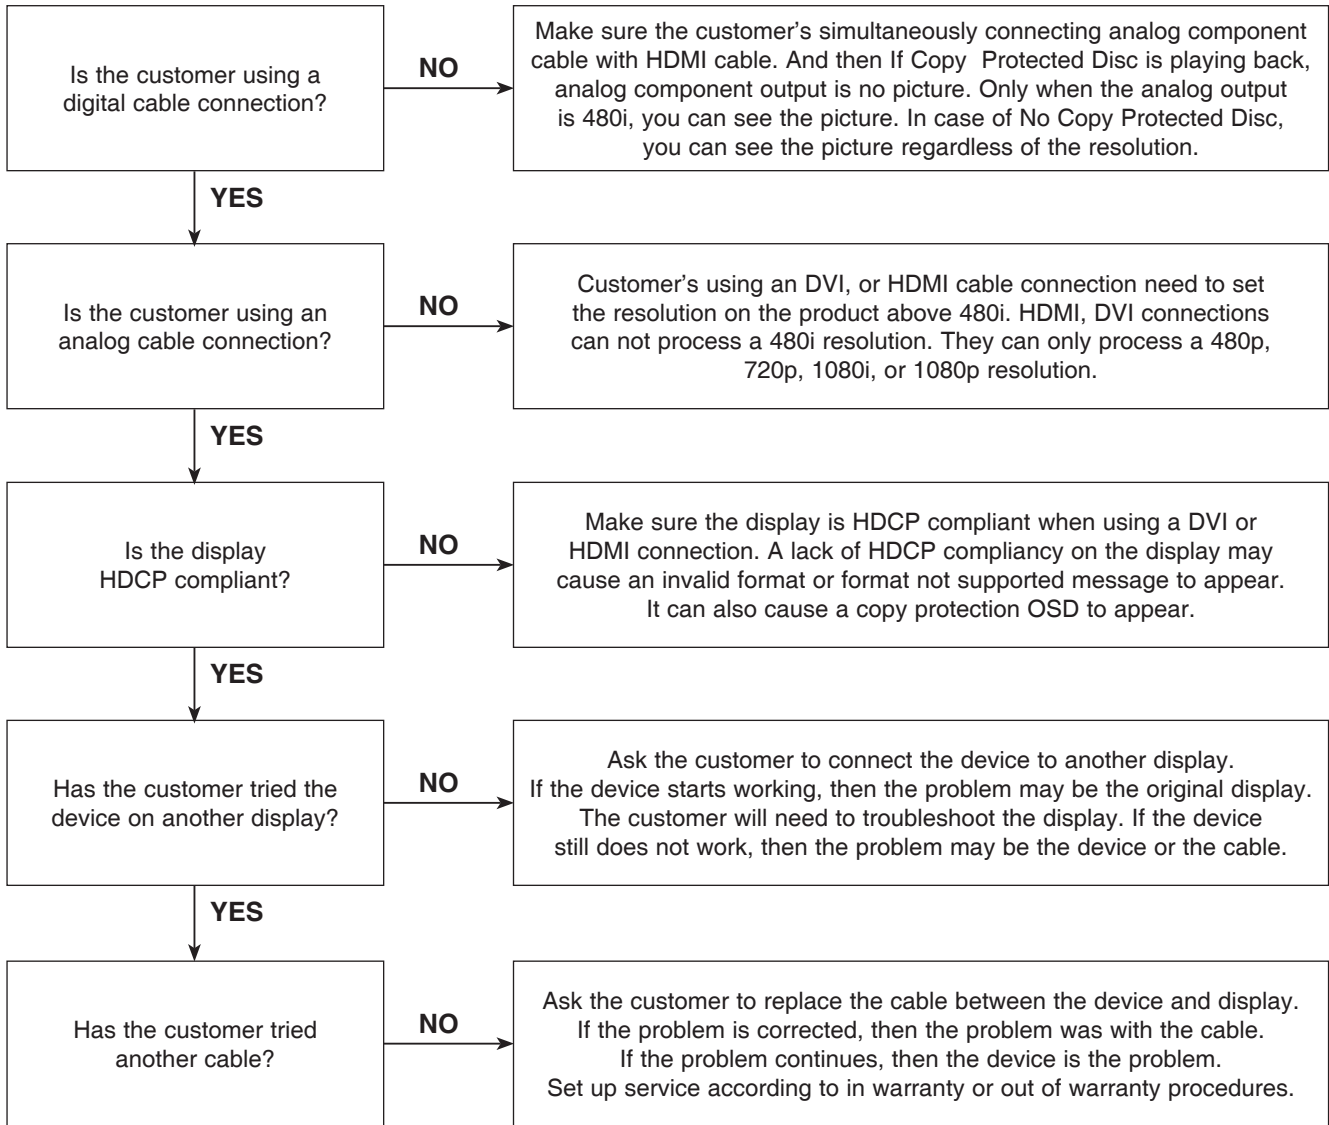 Is the customer using a
digital cable connection?
NO
Make sure the customer's simultaneously connecting analog component
cable with HDMI cable. And then If Copy Protected Disc is playing back,
analog component output is no picture. Only when the analog output
is 480i, you can see the picture. In case of No Copy Protected Disc,
you can see the picture regardless of the resolution.
YES
Is the customer using an
analog cable connection?
NO
Customer's using an DVI, or HDMI cable connection need to set
the resolution on the product above 480i. HDMI, DVI connections
can not process a 480i resolution. They can only process a 480p,
720p, 1080i, or 1080p resolution.
YES
Is the display
HDCP compliant?
NO
Make sure the display is HDCP compliant when using a DVI or
HDMI connection. A lack of HDCP compliancy on the display may
cause an invalid format or format not supported message to appear.
It can also cause a copy protection OSD to appear.
YES
Has the customer tried the
device on another display?
NO
Ask the customer to connect the device to another display.
If the device starts working, then the problem may be the original display.
The customer will need to troubleshoot the display. If the device
still does not work, then the problem may be the device or the cable.
YES
Has the customer tried
another cable?
NO
Ask the customer to replace the cable between the device and display.
If the problem is corrected, then the problem was with the cable.
If the problem continues, then the device is the problem.
Set up service according to in warranty or out of warranty procedures.